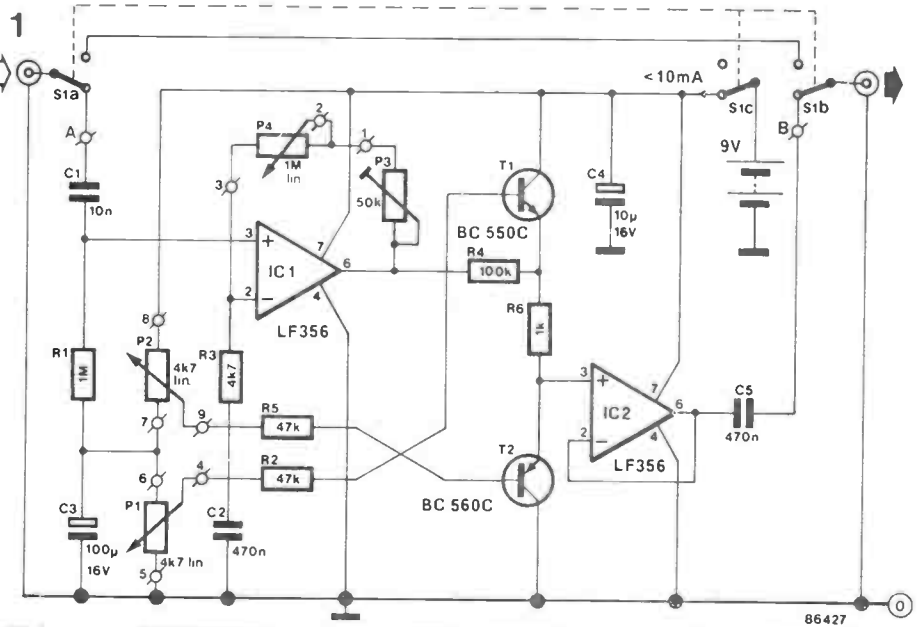 1
S1a
<10mA
S1c
S1b
A
P4
2
1
1M
lin
3
P3
50k
T1
C4
9V
B
C1
10n
10µ
16V
BC 550C
3
+
7
6
IC1
2
−
4
LF356
R4
100k
R6
1k
8
R1
1M
P2
4k7
lin
R3
4k7
3
+
7
6
IC2
2
−
4
LF356
C5
470n
7
9
R5
47k
6
4
R2
47k
T2
BC 560C
C3
100µ
16V
P1
4k7 lin
5
C2
470n
0
86427